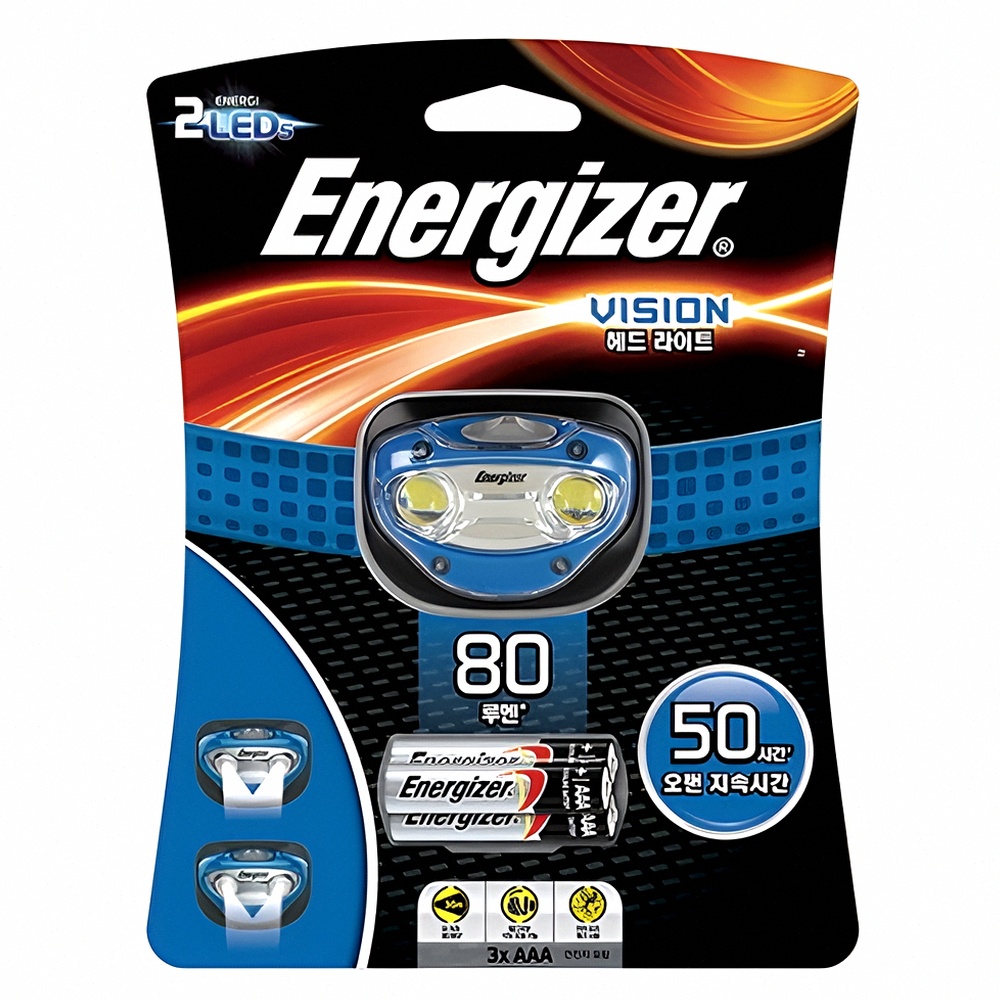 2 LEDs
Energizer®
VISION
헤드 라이트
Energizer
80
루멘*
50시간*
오랜 지속시간
Energizer
Energizer
AAA
Energizer
3x AAA